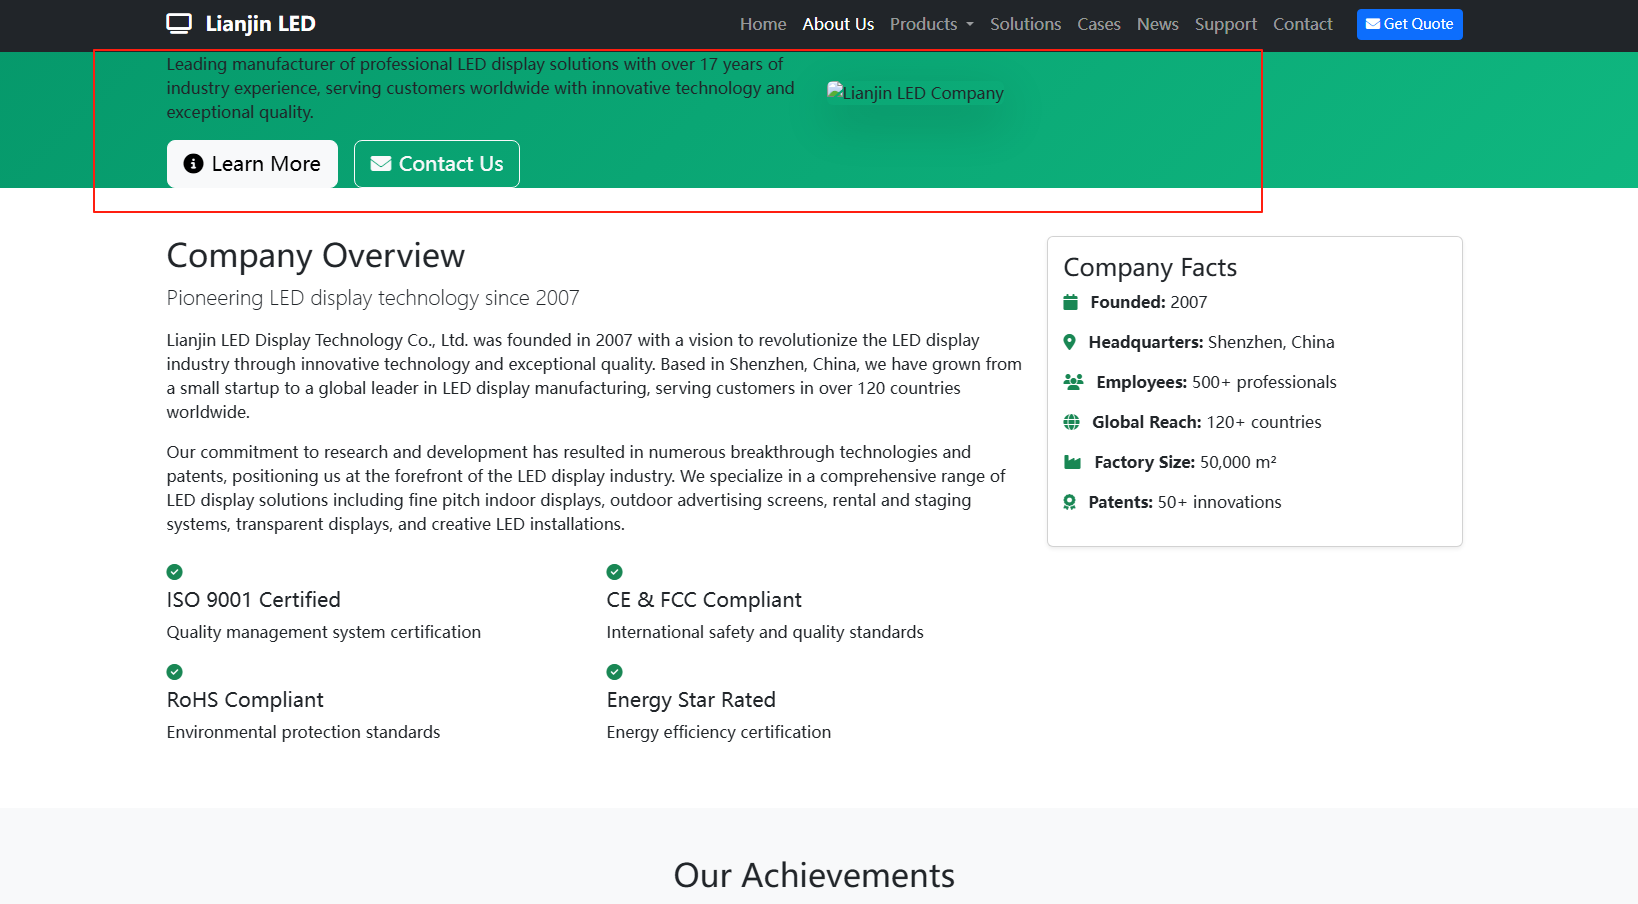 Lianjin LED
Home About Us Products Solutions Cases News Support Contact Get Quote
Leading manufacturer of professional LED display solutions with over 17 years of
industry experience, serving customers worldwide with innovative technology and
exceptional quality.
Lianjin LED Company
Learn More Contact Us
Company Overview
Pioneering LED display technology since 2007
Lianjin LED Display Technology Co., Ltd. was founded in 2007 with a vision to revolutionize the LED display
industry through innovative technology and exceptional quality. Based in Shenzhen, China, we have grown from
a small startup to a global leader in LED display manufacturing, serving customers in over 120 countries
worldwide.
Our commitment to research and development has resulted in numerous breakthrough technologies and
patents, positioning us at the forefront of the LED display industry. We specialize in a comprehensive range of
LED display solutions including fine pitch indoor displays, outdoor advertising screens, rental and staging
systems, transparent displays, and creative LED installations.
ISO 9001 Certified
Quality management system certification
CE & FCC Compliant
International safety and quality standards
RoHS Compliant
Environmental protection standards
Energy Star Rated
Energy efficiency certification
Company Facts
Founded: 2007
Headquarters: Shenzhen, China
Employees: 500+ professionals
Global Reach: 120+ countries
Factory Size: 50,000 m²
Patents: 50+ innovations
Our Achievements